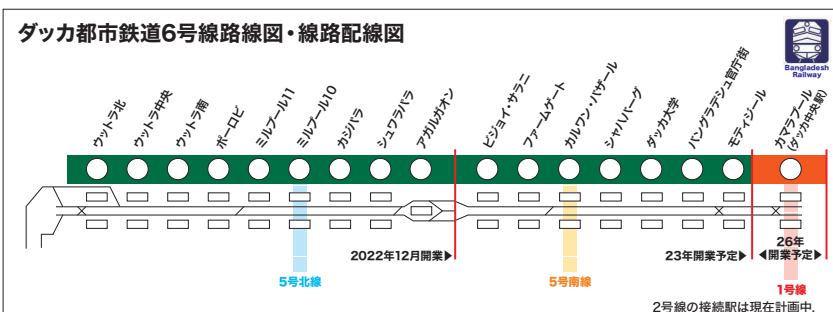 ダッカ都市鉄道6号線路線図・線路配線図
Bangladesh
Railway
ウットラ北
ウットラ中央
ウットラ南
ポーロビ
ミルプール11
ミルプール10
カジパラ
シュワラパラ
アガルガオン
ビジョイ・サラニ
ファームゲート
カルワン・バザール
シャハバーグ
ダッカ大学
バングラデシュ官庁街
モティジール
カマラプール
(ダッカ中央駅)
2022年12月開業▶
23年開業予定▶
26年
◀開業予定▶
5号北線
5号南線
1号線
2号線の接続駅は現在計画中.